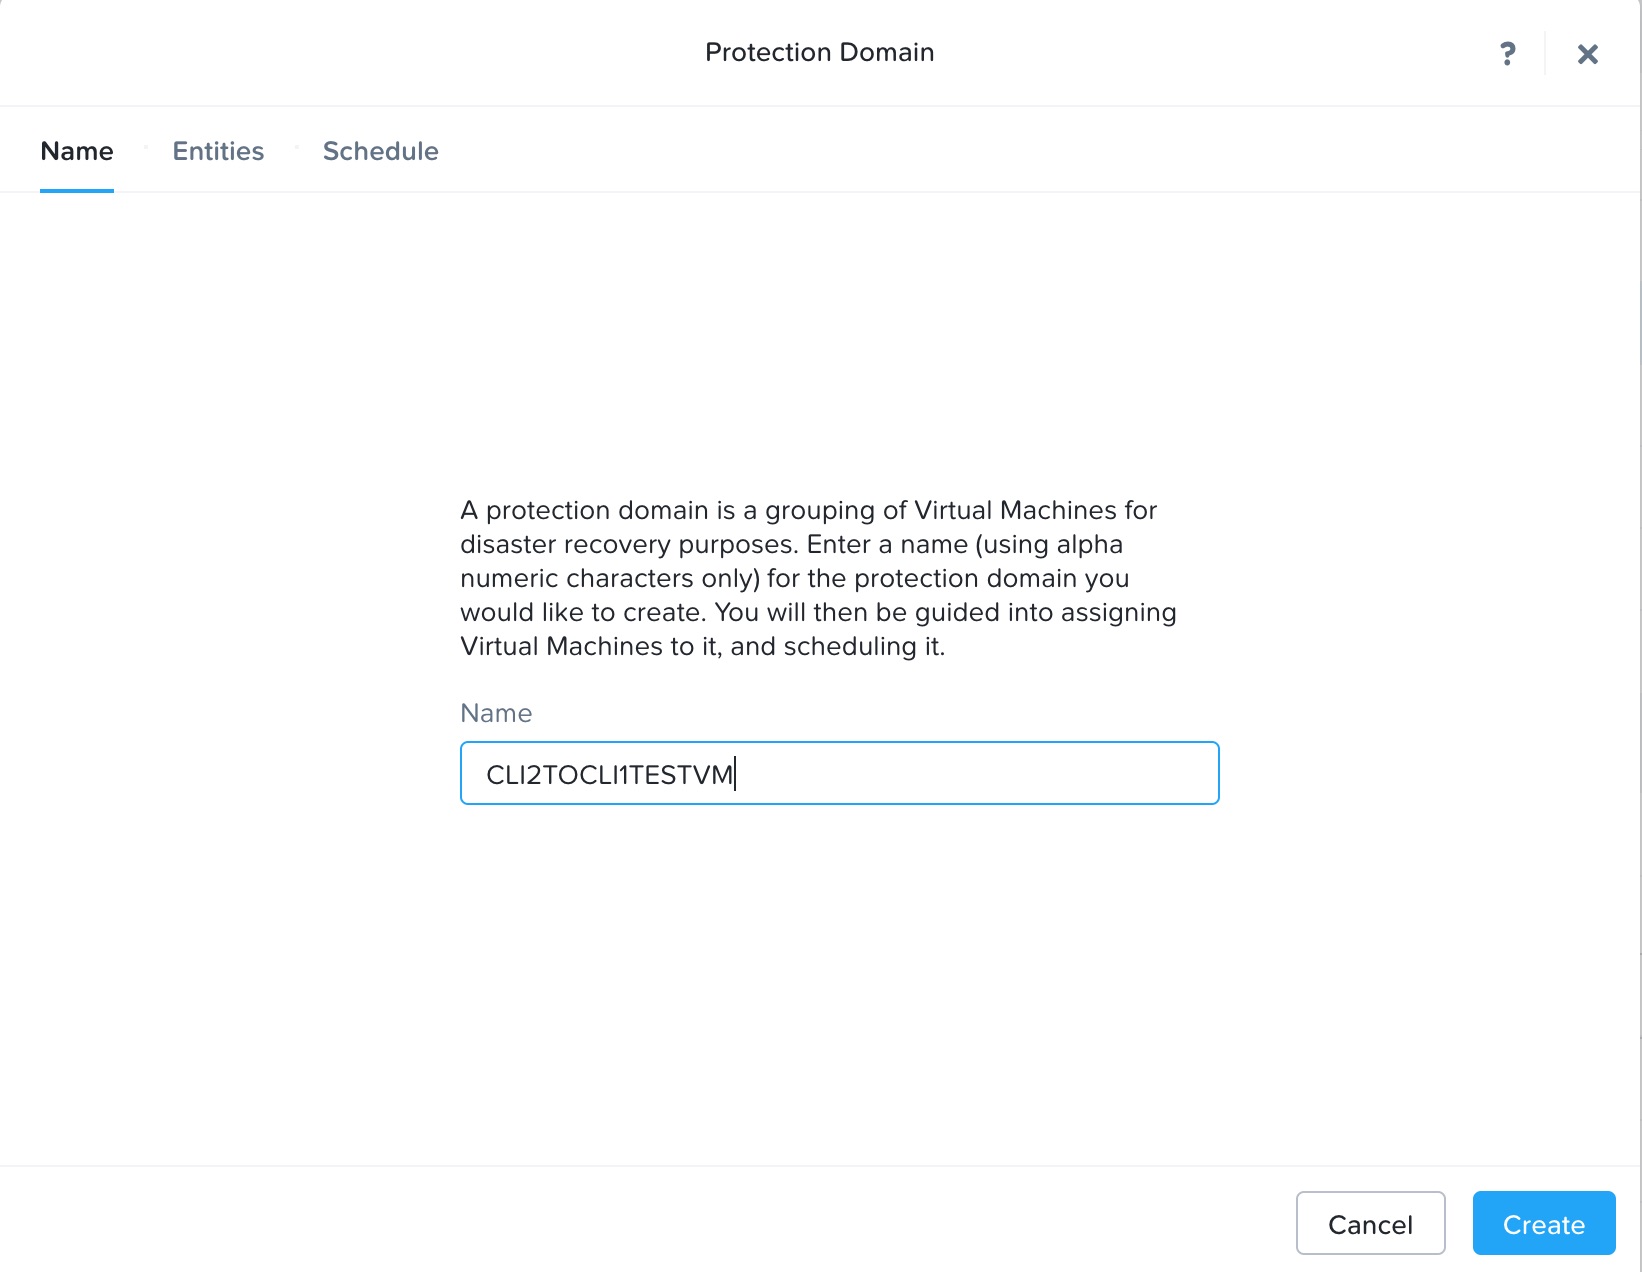 Protection Domain
?
Name
Entities
Schedule
A protection domain is a grouping of Virtual Machines for
disaster recovery purposes. Enter a name (using alpha
numeric characters only) for the protection domain you
would like to create. You will then be guided into assigning
Virtual Machines to it, and scheduling it.
Name
CLI2TOCLI1TESTVM
Cancel
Create